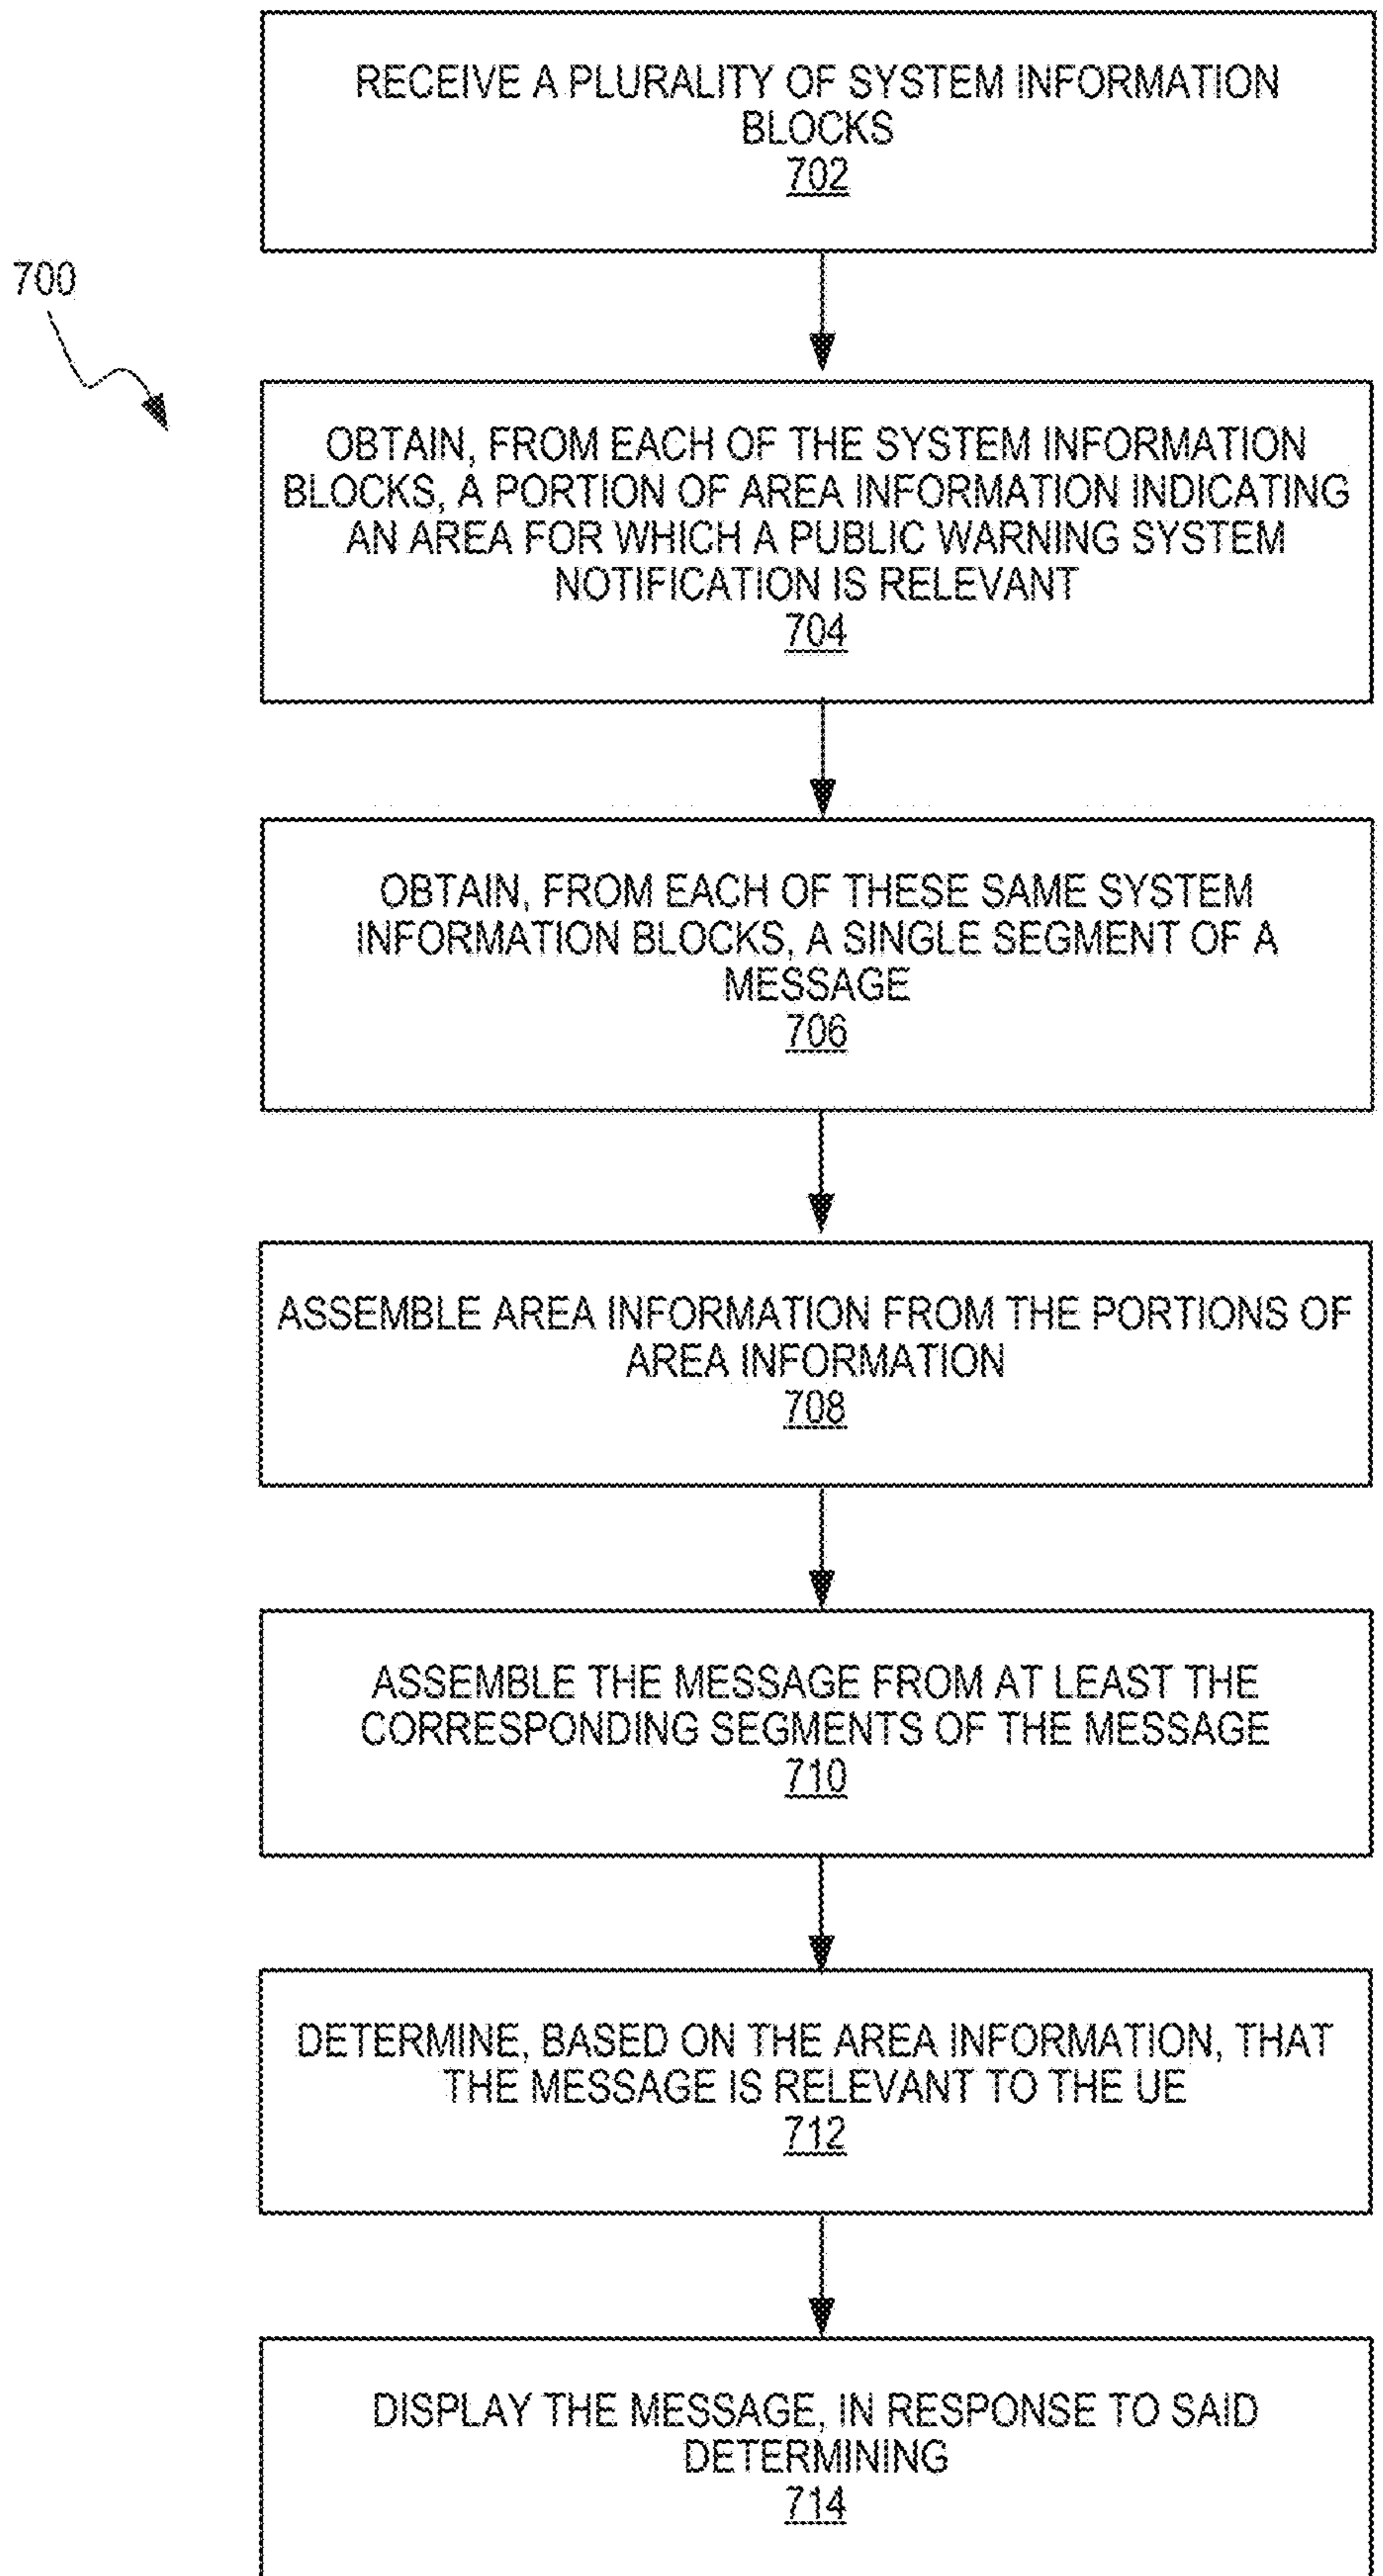 RECEIVE A PLURALITY OF SYSTEM INFORMATION
BLOCKS
702
700
OBTAIN, FROM EACH OF THE SYSTEM INFORMATION
BLOCKS, A PORTION OF AREA INFORMATION INDICATING
AN AREA FOR WHICH A PUBLIC WARNING SYSTEM
NOTIFICATION IS RELEVANT
704
OBTAIN, FROM EACH OF THESE SAME SYSTEM
INFORMATION BLOCKS, A SINGLE SEGMENT OF A
MESSAGE
706
ASSEMBLE AREA INFORMATION FROM THE PORTIONS OF
AREA INFORMATION
708
ASSEMBLE THE MESSAGE FROM AT LEAST THE
CORRESPONDING SEGMENTS OF THE MESSAGE
710
DETERMINE, BASED ON THE AREA INFORMATION, THAT
THE MESSAGE IS RELEVANT TO THE UE
712
DISPLAY THE MESSAGE, IN RESPONSE TO SAID
DETERMINING
714